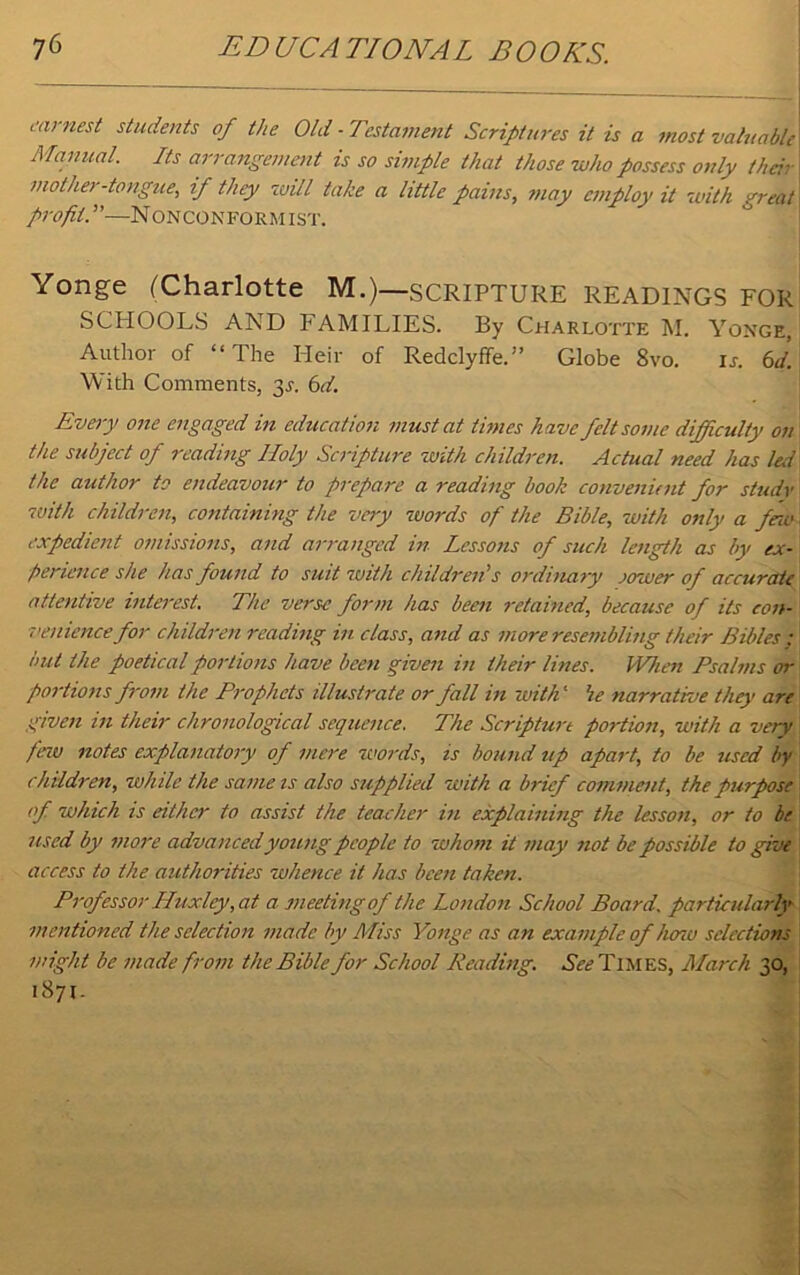 76 EDUCATIONAL BOOKS.
earnest students of the Old-Testament Scriptures it is a most valuable
Manual. Its arrangement is so simple that those who possess only their
mother-tongue, if they will take a little pains, may employ it with great
profit.”—NONCONFORMIST.
Yonge (Charlotte M.)—SCRIPTURE READINGS FOR
SCHOOLS AND FAMILIES. By CHARLOTTE M. YONGE,
Author of “The Heir of Redclyffe.” Globe 8vo. 1s. 6d.
With Comments, 3s. 6d.
Every one engaged in education must at times have felt some difficulty on
the subject of reading Holy Scripture with children. Actual need has led
the author to endeavour to prepare a reading book convenient for study
with children, containing the very words of the Bible, with only a few
expedient omissions, and arranged in Lessons of such length as by ex-
perience she has found to suit with children's ordinary power of accurate
attentive interest. The verse form has been retained, because of its con-
venience for children reading in class, and as more resembling their Bibles;
but the poetical portions have been given in their lines. When Psalms or
portions from the Prophets illustrate or fall in with he narrative they are
given in their chronological sequence. The Scripture portion, with a very
few notes explanatory of mere words, is bound up apart, to be used by
children, while the same is also supplied with a brief comment, the purpose
of which is either to assist the teacher in explaining the lesson, or to be
used by more advanced young people to whom it may not be possible to give
access to the authorities whence it has been taken.
Professor Huxley, at a meeting of the London School Board, particularly
mentioned the selection made by Miss Yonge as an example of how selections
might be made from the Bible for School Reading. See TIMES, March 30,
1871.